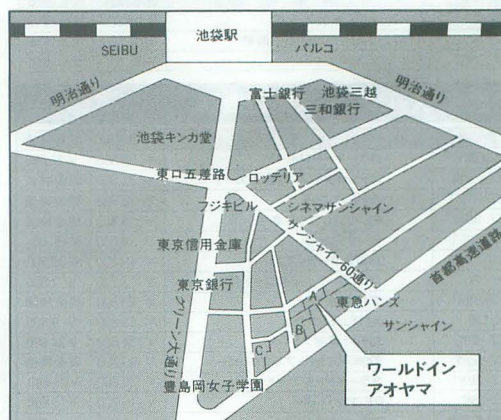 池袋駅
SEIBU
パルコ
明治通り
富士銀行
池袋三越
明治通り
三和銀行
池袋キンカ堂
東口五差路
ロッテリア
フジキビル
シネマサンシャイン
サンシャイン60通り
東京信用金庫
首都高速道路
東京銀行
A
東急ハンズ
グリーン大通り
B
サンシャイン
C
ワールドイン
アオヤマ
豊島岡女子学園